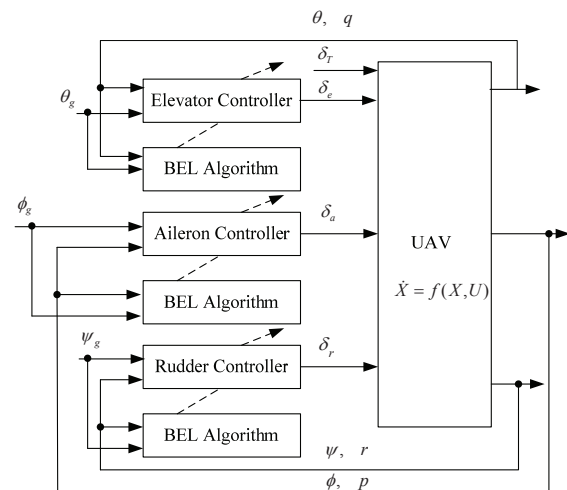 θ, q
δ_T
θ_g
Elevator Controller
δ_e
BEL Algorithm
ϕ_g
Aileron Controller
δ_a
UAV
Ẋ = f(X,U)
BEL Algorithm
ψ_g
Rudder Controller
δ_r
BEL Algorithm
ψ, r
ϕ, p